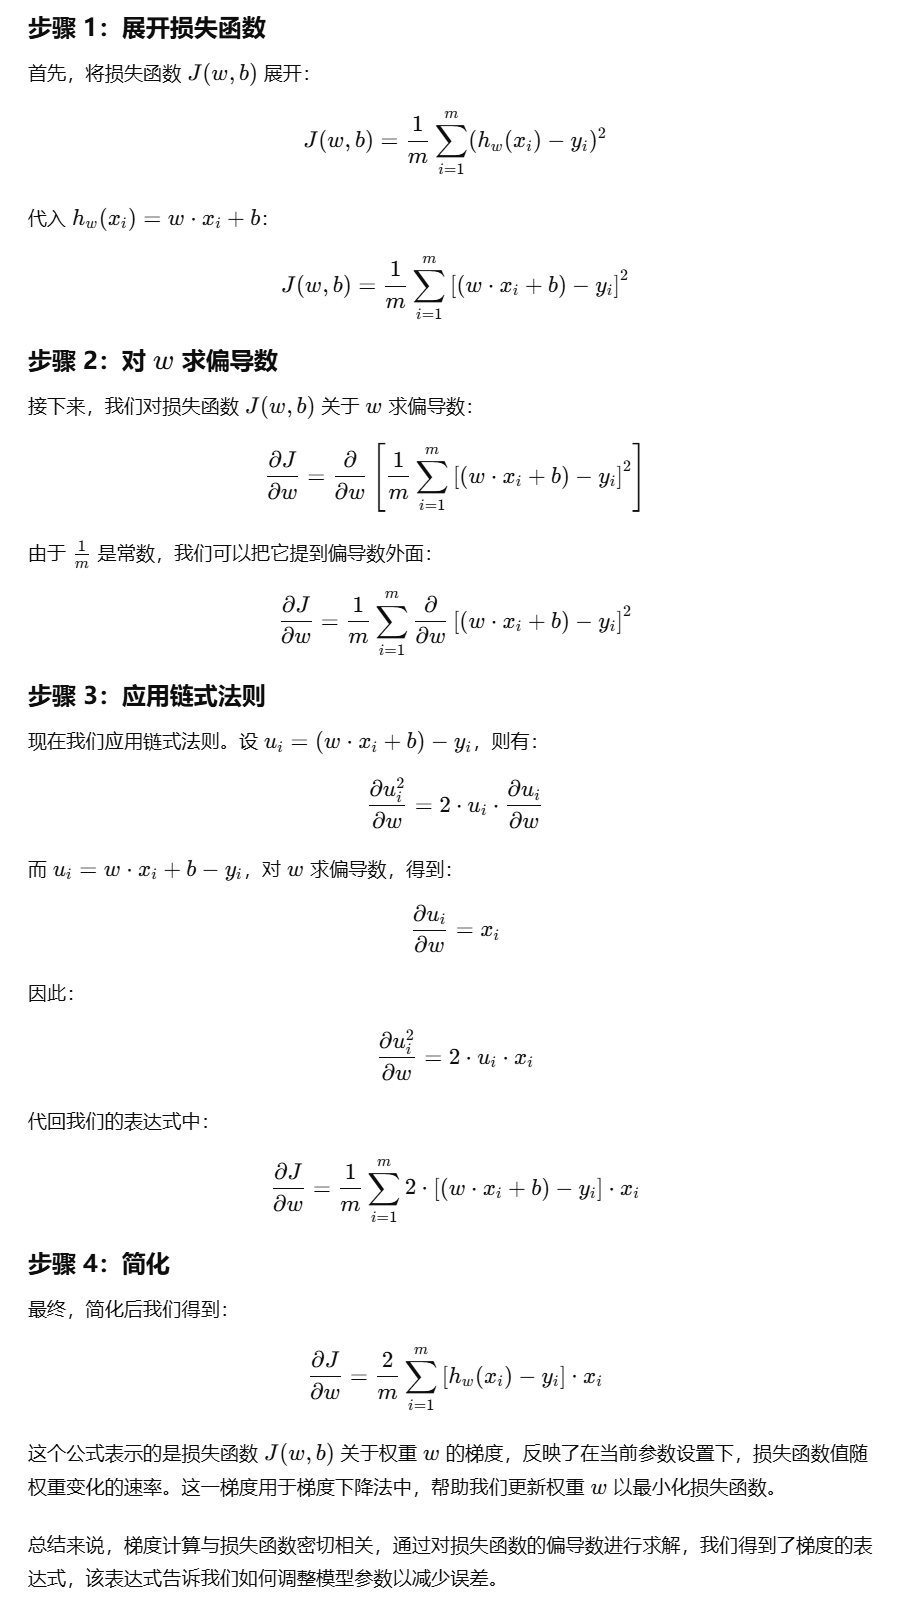 步骤 1：展开损失函数
首先，将损失函数 $J(w, b)$ 展开：
$$J(w, b) = \frac{1}{m} \sum_{i=1}^{m} (h_w(x_i) - y_i)^2$$
代入 $h_w(x_i) = w \cdot x_i + b$：
$$J(w, b) = \frac{1}{m} \sum_{i=1}^{m} [(w \cdot x_i + b) - y_i]^2$$
步骤 2：对 $w$ 求偏导数
接下来，我们对损失函数 $J(w, b)$ 关于 $w$ 求偏导数：
$$\frac{\partial J}{\partial w} = \frac{\partial}{\partial w} \left[ \frac{1}{m} \sum_{i=1}^{m} [(w \cdot x_i + b) - y_i]^2 \right]$$
由于 $\frac{1}{m}$ 是常数，我们可以把它提到偏导数外面：
$$\frac{\partial J}{\partial w} = \frac{1}{m} \sum_{i=1}^{m} \frac{\partial}{\partial w} [(w \cdot x_i + b) - y_i]^2$$
步骤 3：应用链式法则
现在我们应用链式法则。设 $u_i = (w \cdot x_i + b) - y_i$，则有：
$$\frac{\partial u_i^2}{\partial w} = 2 \cdot u_i \cdot \frac{\partial u_i}{\partial w}$$
而 $u_i = w \cdot x_i + b - y_i$，对 $w$ 求偏导数，得到：
$$\frac{\partial u_i}{\partial w} = x_i$$
因此：
$$\frac{\partial u_i^2}{\partial w} = 2 \cdot u_i \cdot x_i$$
代回我们的表达式中：
$$\frac{\partial J}{\partial w} = \frac{1}{m} \sum_{i=1}^{m} 2 \cdot [(w \cdot x_i + b) - y_i] \cdot x_i$$
步骤 4：简化
最终，简化后我们得到：
$$\frac{\partial J}{\partial w} = \frac{2}{m} \sum_{i=1}^{m} [h_w(x_i) - y_i] \cdot x_i$$
这个公式表示的是损失函数 $J(w, b)$ 关于权重 $w$ 的梯度，反映了在当前参数设置下，损失函数值随
权重变化的速率。这一梯度用于梯度下降法中，帮助我们更新权重 $w$ 以最小化损失函数。
总结来说，梯度计算与损失函数密切相关，通过对损失函数的偏导数进行求解，我们得到了梯度的表
达式，该表达式告诉我们如何调整模型参数以减少误差。